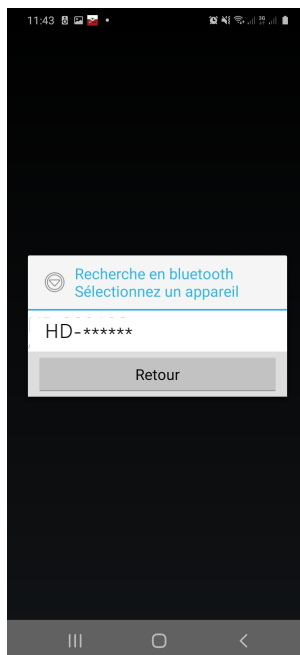 11:43
Recherche en bluetooth
Sélectionnez un appareil
HD-******
Retour